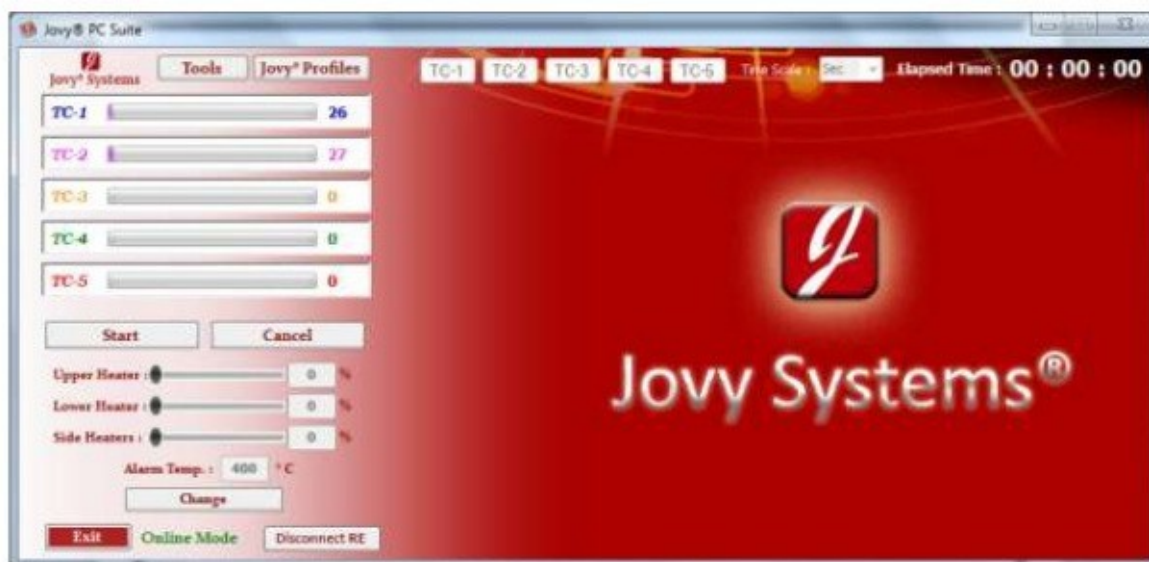 Jovy® PC Suite
Jovy® Systems
Tools
Jovy® Profiles
TC-1 TC-2 TC-3 TC-4 TC-5 Time Scale : Sec Elapsed Time : 00 : 00 : 00
TC-1 26
TC-2 27
TC-3 0
TC-4 0
TC-5 0
Start Cancel
Upper Heater : 0 %
Lower Heater : 0 %
Side Heaters : 0 %
Alarm Temp. : 400 ° C
Change
Exit Online Mode Disconnect RE
Jovy Systems®